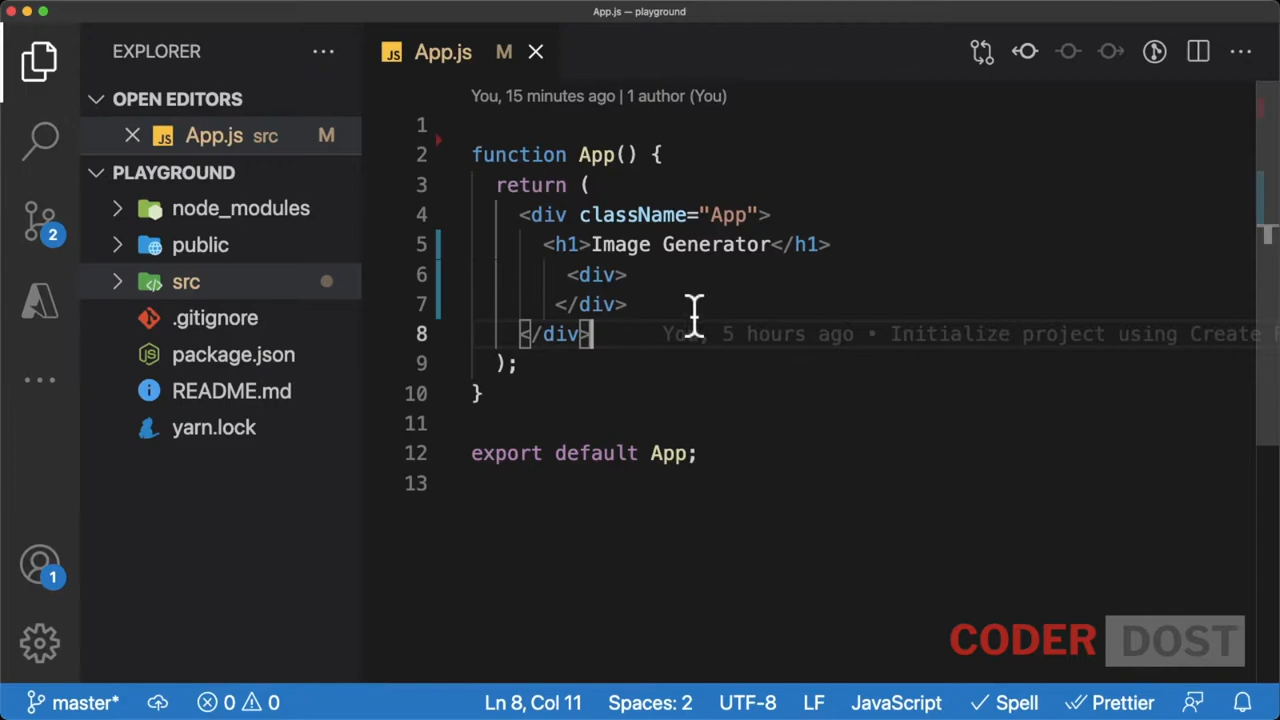 App.js — playground
EXPLORER
OPEN EDITORS
App.js src M
PLAYGROUND
node_modules
public
src
.gitignore
package.json
README.md
yarn.lock
2
1
App.js M
You, 15 minutes ago | 1 author (You)
1
2 function App() {
3 return (
4 <div className="App">
5 <h1>Image Generator</h1>
6 <div>
7 </div>
8 </div> You, 5 hours ago • Initialize project using Create
9 );
10 }
11
12 export default App;
13
CODER DOST
master* 0 0 Ln 8, Col 11 Spaces: 2 UTF-8 LF JavaScript Spell Prettier